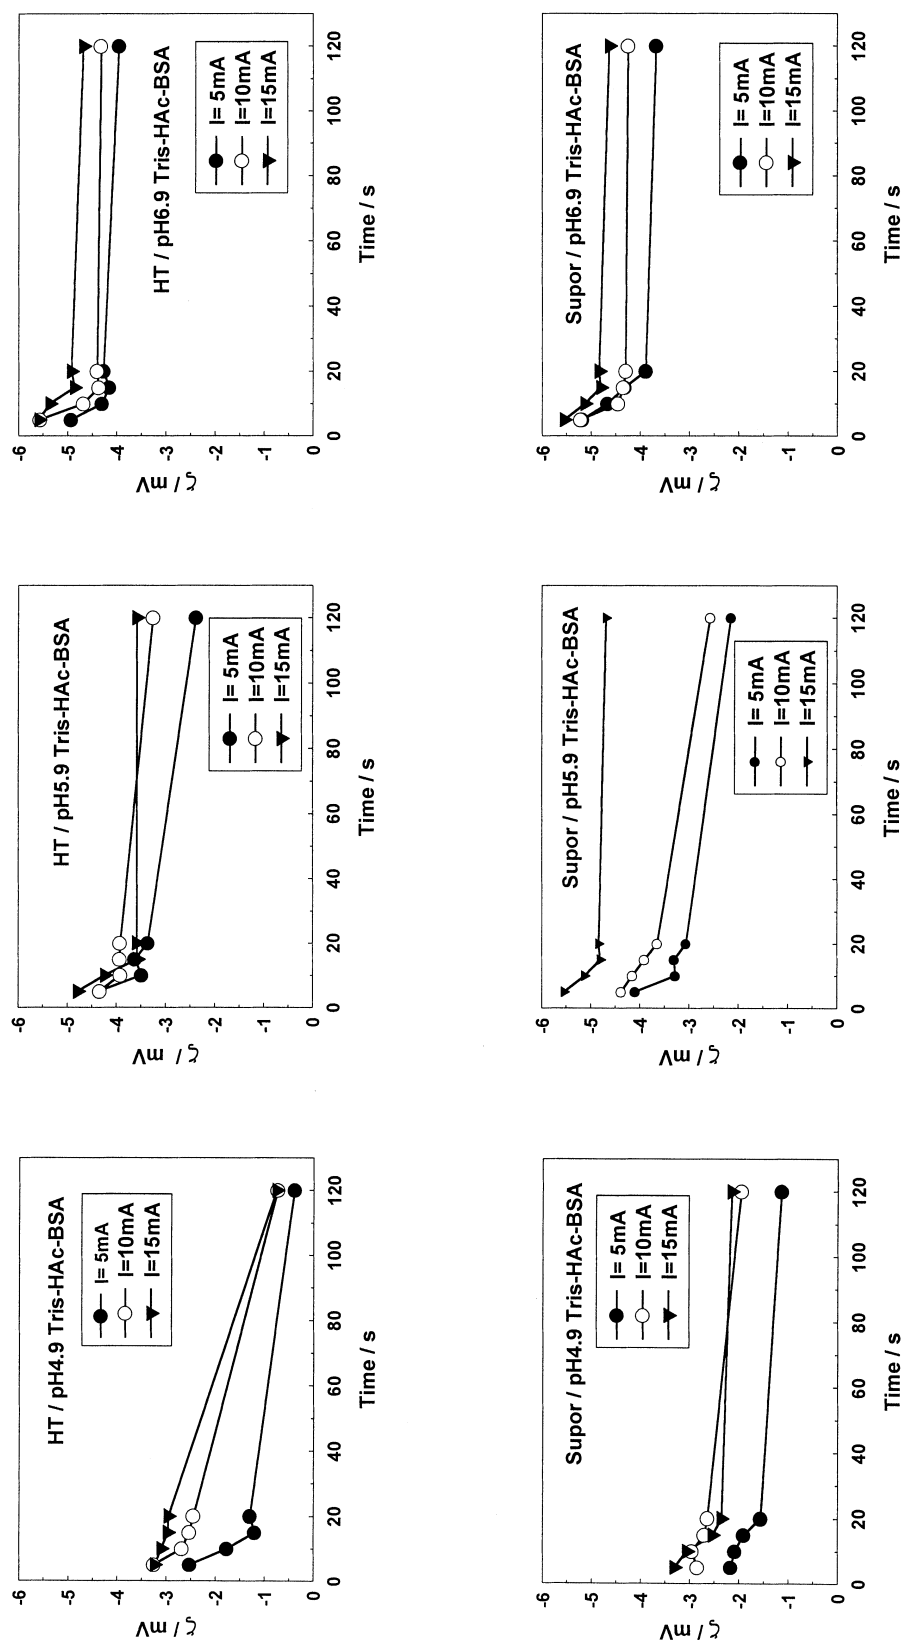 HT / pH4.9 Tris-HAc-BSA
I= 5mA
I=10mA
I=15mA
ζ / mV
-6
-5
-4
-3
-2
-1
0
0 20 40 60 80 100 120
Time / s
HT / pH5.9 Tris-HAc-BSA
I= 5mA
I=10mA
I=15mA
ζ / mV
-6
-5
-4
-3
-2
-1
0
0 20 40 60 80 100 120
Time / s
HT / pH6.9 Tris-HAc-BSA
I= 5mA
I=10mA
I=15mA
ζ / mV
-6
-5
-4
-3
-2
-1
0
0 20 40 60 80 100 120
Time / s
Supor / pH4.9 Tris-HAc-BSA
I= 5mA
I=10mA
I=15mA
ζ / mV
-6
-5
-4
-3
-2
-1
0
0 20 40 60 80 100 120
Time / s
Supor / pH5.9 Tris-HAc-BSA
I= 5mA
I=10mA
I=15mA
ζ / mV
-6
-5
-4
-3
-2
-1
0
0 20 40 60 80 100 120
Time / s
Supor / pH6.9 Tris-HAc-BSA
I= 5mA
I=10mA
I=15mA
ζ / mV
-6
-5
-4
-3
-2
-1
0
0 20 40 60 80 100 120
Time / s